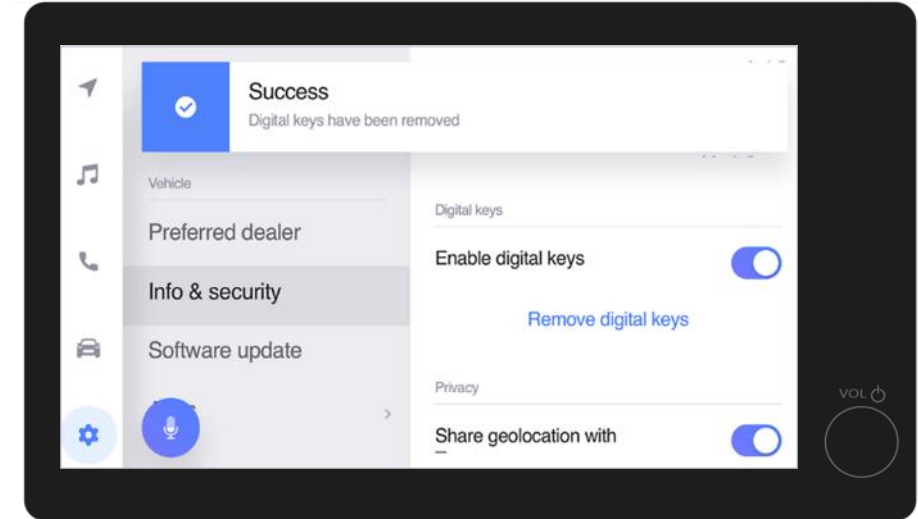 Success
Digital keys have been removed
Vehicle
Preferred dealer
Info & security
Software update
Digital keys
Enable digital keys
Remove digital keys
Privacy
Share geolocation with
VOL